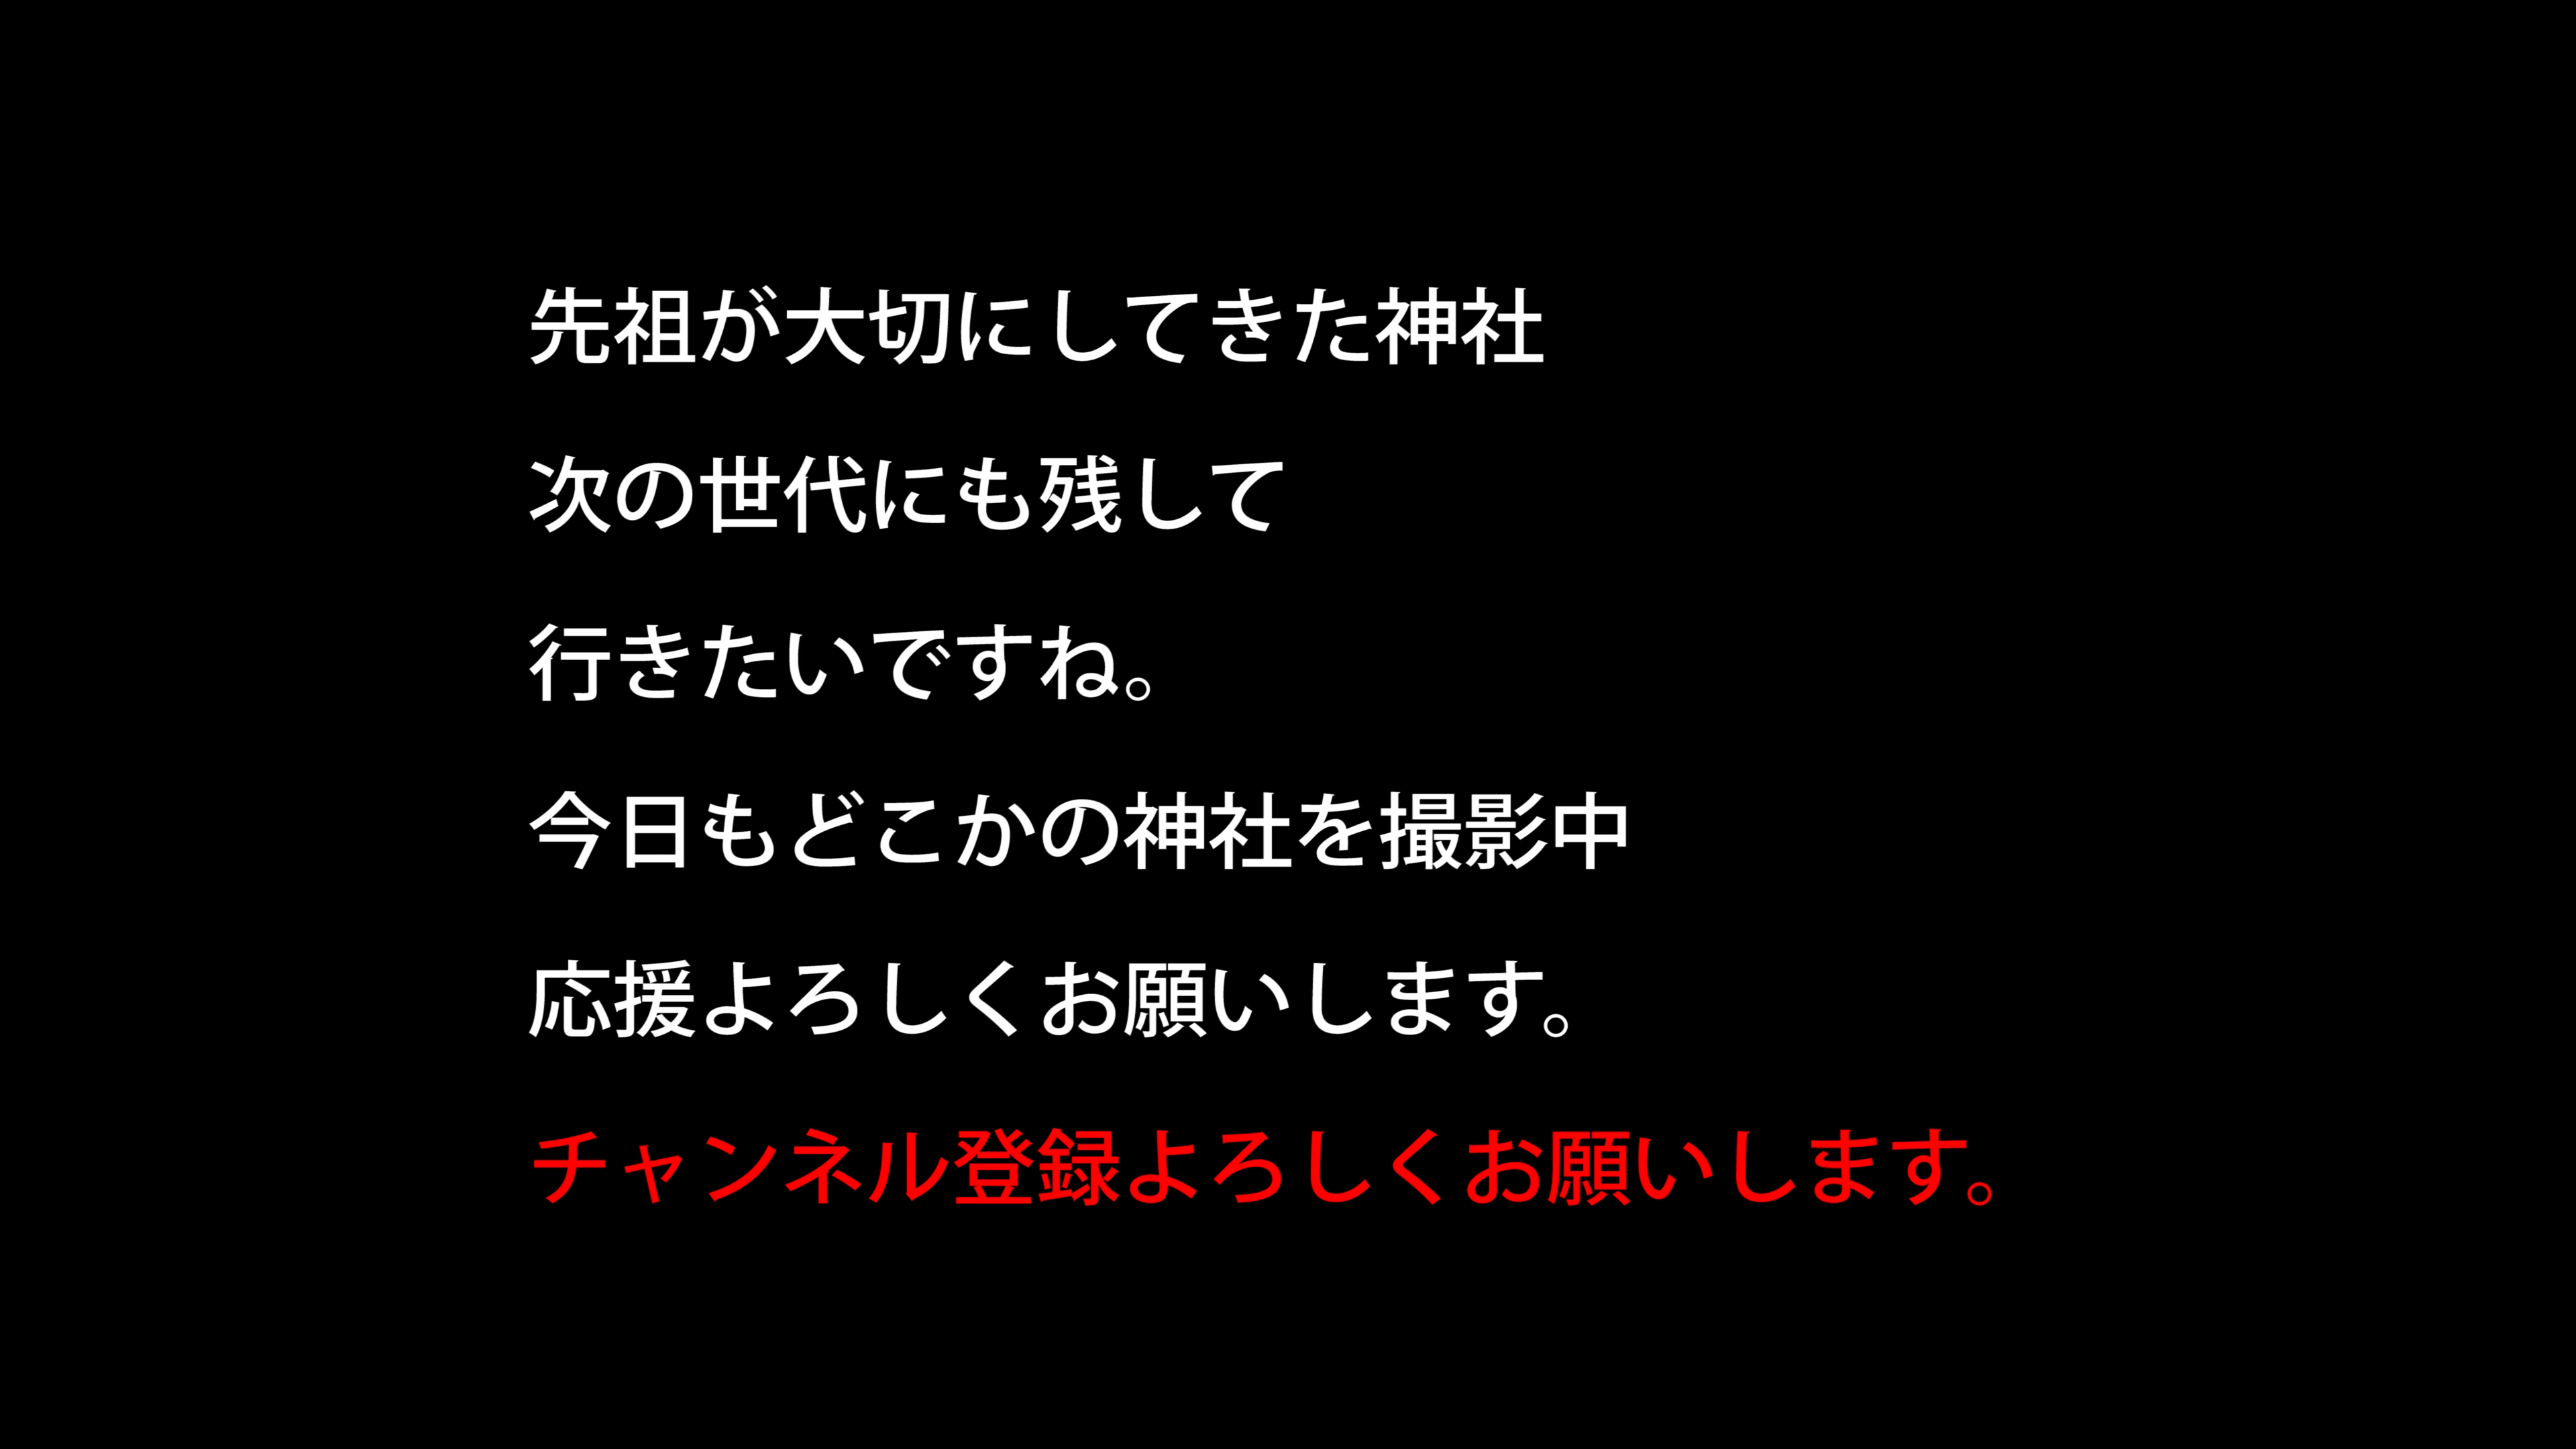 先祖が大切にしてきた神社
次の世代にも残して
行きたいですね。
今日もどこかの神社を撮影中
応援よろしくお願いします。
チャンネル登録よろしくお願いします。